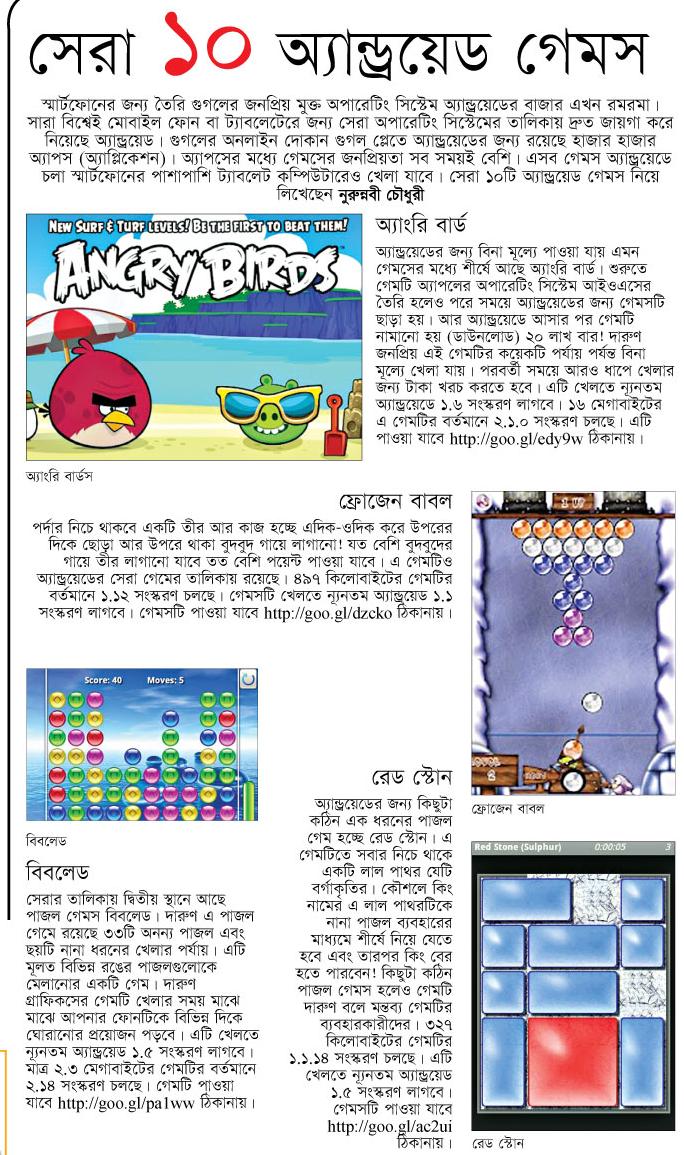 সেরা ১০ অ্যান্ড্রয়েড গেমস
স্মার্টফোনের জন্য তৈরি গুগলের জনপ্রিয় মুক্ত অপারেটিং সিস্টেম অ্যান্ড্রয়েডের বাজার এখন রমরমা।
সারা বিশ্বেই মোবাইল ফোন বা ট্যাবলেটেরে জন্য সেরা অপারেটিং সিস্টেমের তালিকায় দ্রুত জায়গা করে
নিয়েছে অ্যান্ড্রয়েড। গুগলের অনলাইন দোকান গুগল প্লেতে অ্যান্ড্রয়েডের জন্য রয়েছে হাজার হাজার
অ্যাপস (অ্যাপ্লিকেশন)। অ্যাপসের মধ্যে গেমসের জনপ্রিয়তা সব সময়ই বেশি। এসব গেমস অ্যান্ড্রয়েডে
চলা স্মার্টফোনের পাশাপাশি ট্যাবলেট কম্পিউটারেও খেলা যাবে। সেরা ১০টি অ্যান্ড্রয়েড গেমস নিয়ে
লিখেছেন নুরুন্নবী চৌধুরী
NEW SURF & TURF LEVELS! BE THE FIRST TO BEAT THEM!
ANGRY BIRDS
অ্যাংরি বার্ডস
অ্যাংরি বার্ড
অ্যান্ড্রয়েডের জন্য বিনা মূল্যে পাওয়া যায় এমন
গেমসের মধ্যে শীর্ষে আছে অ্যাংরি বার্ড। শুরুতে
গেমটি অ্যাপলের অপারেটিং সিস্টেম আইওএসের
তৈরি হলেও পরে সময়ে অ্যান্ড্রয়েডের জন্য গেমসটি
ছাড়া হয়। আর অ্যান্ড্রয়েডে আসার পর গেমটি
নামানো হয় (ডাউনলোড) ২০ লাখ বার! দারুণ
জনপ্রিয় এই গেমটির কয়েকটি পর্যায় পর্যন্ত বিনা
মূল্যে খেলা যায়। পরবর্তী সময়ে আরও ধাপে খেলার
জন্য টাকা খরচ করতে হবে। এটি খেলতে ন্যূনতম
অ্যান্ড্রয়েডে ১.৬ সংস্করণ লাগবে। ১৬ মেগাবাইটের
এ গেমটির বর্তমানে ২.১.০ সংস্করণ চলছে। এটি
পাওয়া যাবে http://goo.gl/edy9w ঠিকানায়।
ফ্রোজেন বাবল
পর্দার নিচে থাকবে একটি তীর আর কাজ হচ্ছে এদিক-ওদিক করে উপরের
দিকে ছোড়া আর উপরে থাকা বুদবুদ গায়ে লাগানো! যত বেশি বুদবুদের
গায়ে তীর লাগানো যাবে তত বেশি পয়েন্ট পাওয়া যাবে। এ গেমটিও
অ্যান্ড্রয়েডের সেরা গেমের তালিকায় রয়েছে। ৪৯৭ কিলোবাইটের গেমটির
বর্তমানে ১.১২ সংস্করণ চলছে। গেমসটি খেলতে ন্যূনতম অ্যান্ড্রয়েড ১.১
সংস্করণ লাগবে। গেমসটি পাওয়া যাবে http://goo.gl/dzcko ঠিকানায়।
ফ্রোজেন বাবল
Score: 40 Moves: 5
বিবলেড
বিবলেড
সেরার তালিকায় দ্বিতীয় স্থানে আছে
পাজল গেমস বিবলেড। দারুণ এ পাজল
গেমে রয়েছে ৩৩টি অনন্য পাজল এবং
ছয়টি নানা ধরনের খেলার পর্যায়। এটি
মূলত বিভিন্ন রঙের পাজলগুলোকে
মেলানোর একটি গেম। দারুণ
গ্রাফিকসের গেমটি খেলার সময় মাঝে
মাঝে আপনার ফোনটিকে বিভিন্ন দিকে
ঘোরানোর প্রয়োজন পড়বে। এটি খেলতে
ন্যূনতম অ্যান্ড্রয়েড ১.৫ সংস্করণ লাগবে।
মাত্র ২.৩ মেগাবাইটের গেমটির বর্তমানে
২.১৪ সংস্করণ চলছে। গেমটি পাওয়া
যাবে http://goo.gl/pa1ww ঠিকানায়।
রেড স্টোন
অ্যান্ড্রয়েডের জন্য কিছুটা
কঠিন এক ধরনের পাজল
গেম হচ্ছে রেড স্টোন। এ
গেমটিতে সবার নিচে থাকে
একটি লাল পাথর যেটি
বর্গাকৃতির। কৌশলে কিং
নামের এ লাল পাথরটিকে
নানা পাজল ব্যবহারের
মাধ্যমে শীর্ষে নিয়ে যেতে
হবে এবং তারপর কিং বের
হতে পারবেন! কিছুটা কঠিন
পাজল গেমস হলেও গেমটি
দারুণ বলে মন্তব্য গেমটির
ব্যবহারকারীদের। ৩২৭
কিলোবাইটের গেমটির
১.১.১৪ সংস্করণ চলছে। এটি
খেলতে ন্যূনতম অ্যান্ড্রয়েড
১.৫ সংস্করণ লাগবে।
গেমসটি পাওয়া যাবে
http://goo.gl/ac2ui
ঠিকানায়।
Red Stone (Sulphur) 0:00:05 3
রেড স্টোন